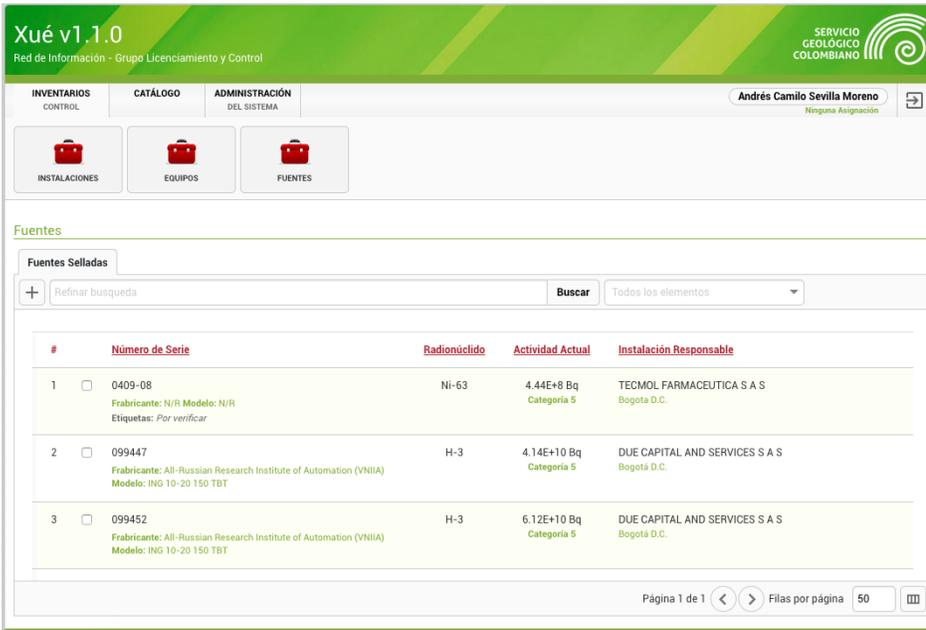 Xué v1.1.0
Red de Información - Grupo Licenciamiento y Control
SERVICIO
GEOLÓGICO
COLOMBIANO
INVENTARIOS
CONTROL
CATÁLOGO
ADMINISTRACIÓN
DEL SISTEMA
Andrés Camilo Sevilla Moreno
Ninguna Asignación
INSTALACIONES
EQUIPOS
FUENTES
Fuentes
Fuentes Selladas
Refinar busqueda
Buscar
Todos los elementos
# Número de Serie Radionúclido Actividad Actual Instalación Responsable
1 0409-08 Ni-63 4.44E+8 Bq TECMOL FARMACEUTICA S A S
Frabricante: N/R Modelo: N/R Categoría 5 Bogota D.C.
Etiquetas: Por verificar
2 099447 H-3 4.14E+10 Bq DUE CAPITAL AND SERVICES S A S
Frabricante: All-Russian Research Institute of Automation (VNIIA) Categoría 5 Bogotá D.C.
Modelo: ING 10-20 150 TBT
3 099452 H-3 6.12E+10 Bq DUE CAPITAL AND SERVICES S A S
Frabricante: All-Russian Research Institute of Automation (VNIIA) Categoría 5 Bogotá D.C.
Modelo: ING 10-20 150 TBT
Página 1 de 1 Filas por página 50